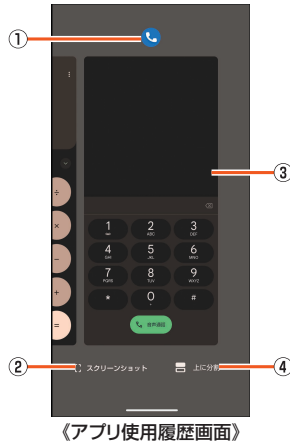 ①
÷
×
−
+
=
③
1
2 ABC
3 DEF
4 GHI
5 JKL
6 MNO
7 PQRS
8 TUV
9 WXYZ
*
0
#
音声通話
② スクリーンショット
上に分割 ④
《アプリ使用履歴画面》